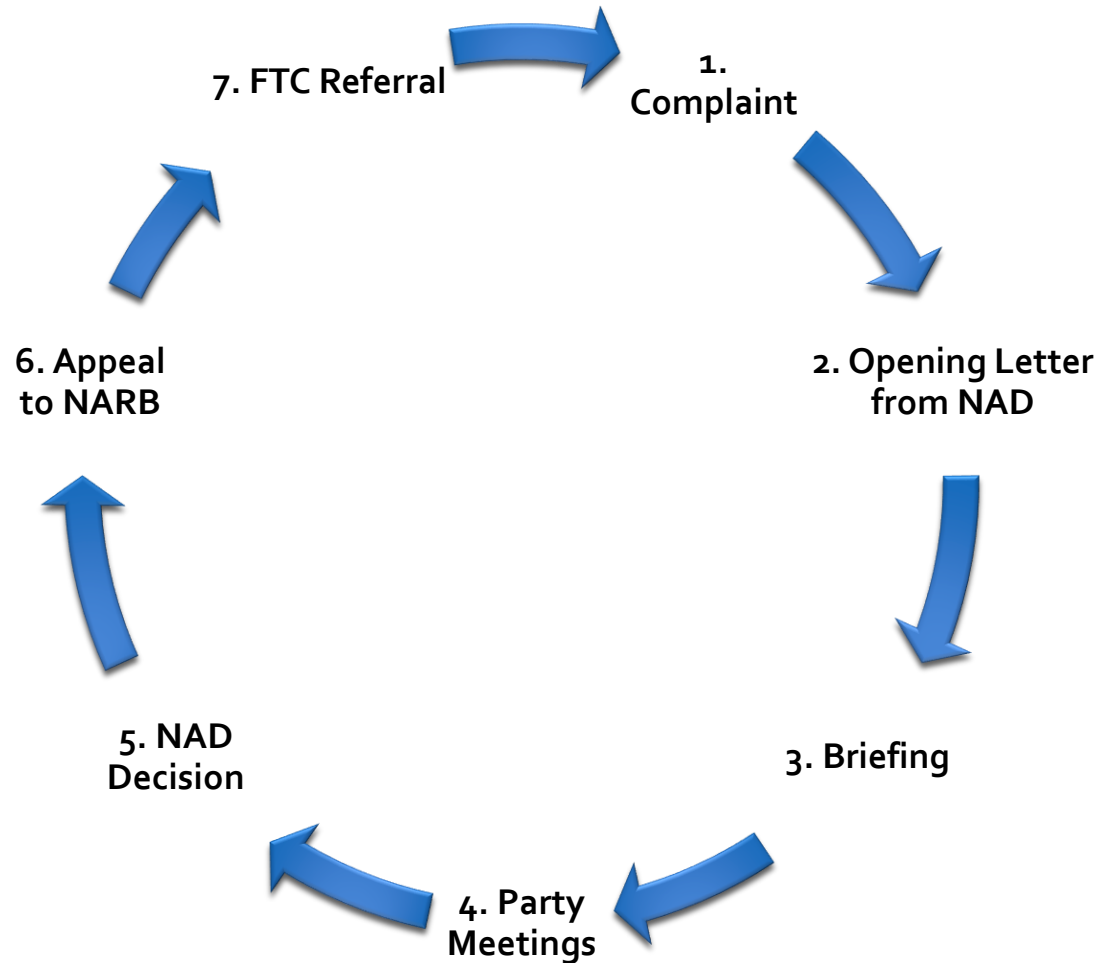 1.
Complaint
2. Opening Letter
from NAD
3. Briefing
4. Party
Meetings
5. NAD
Decision
6. Appeal
to NARB
7. FTC Referral